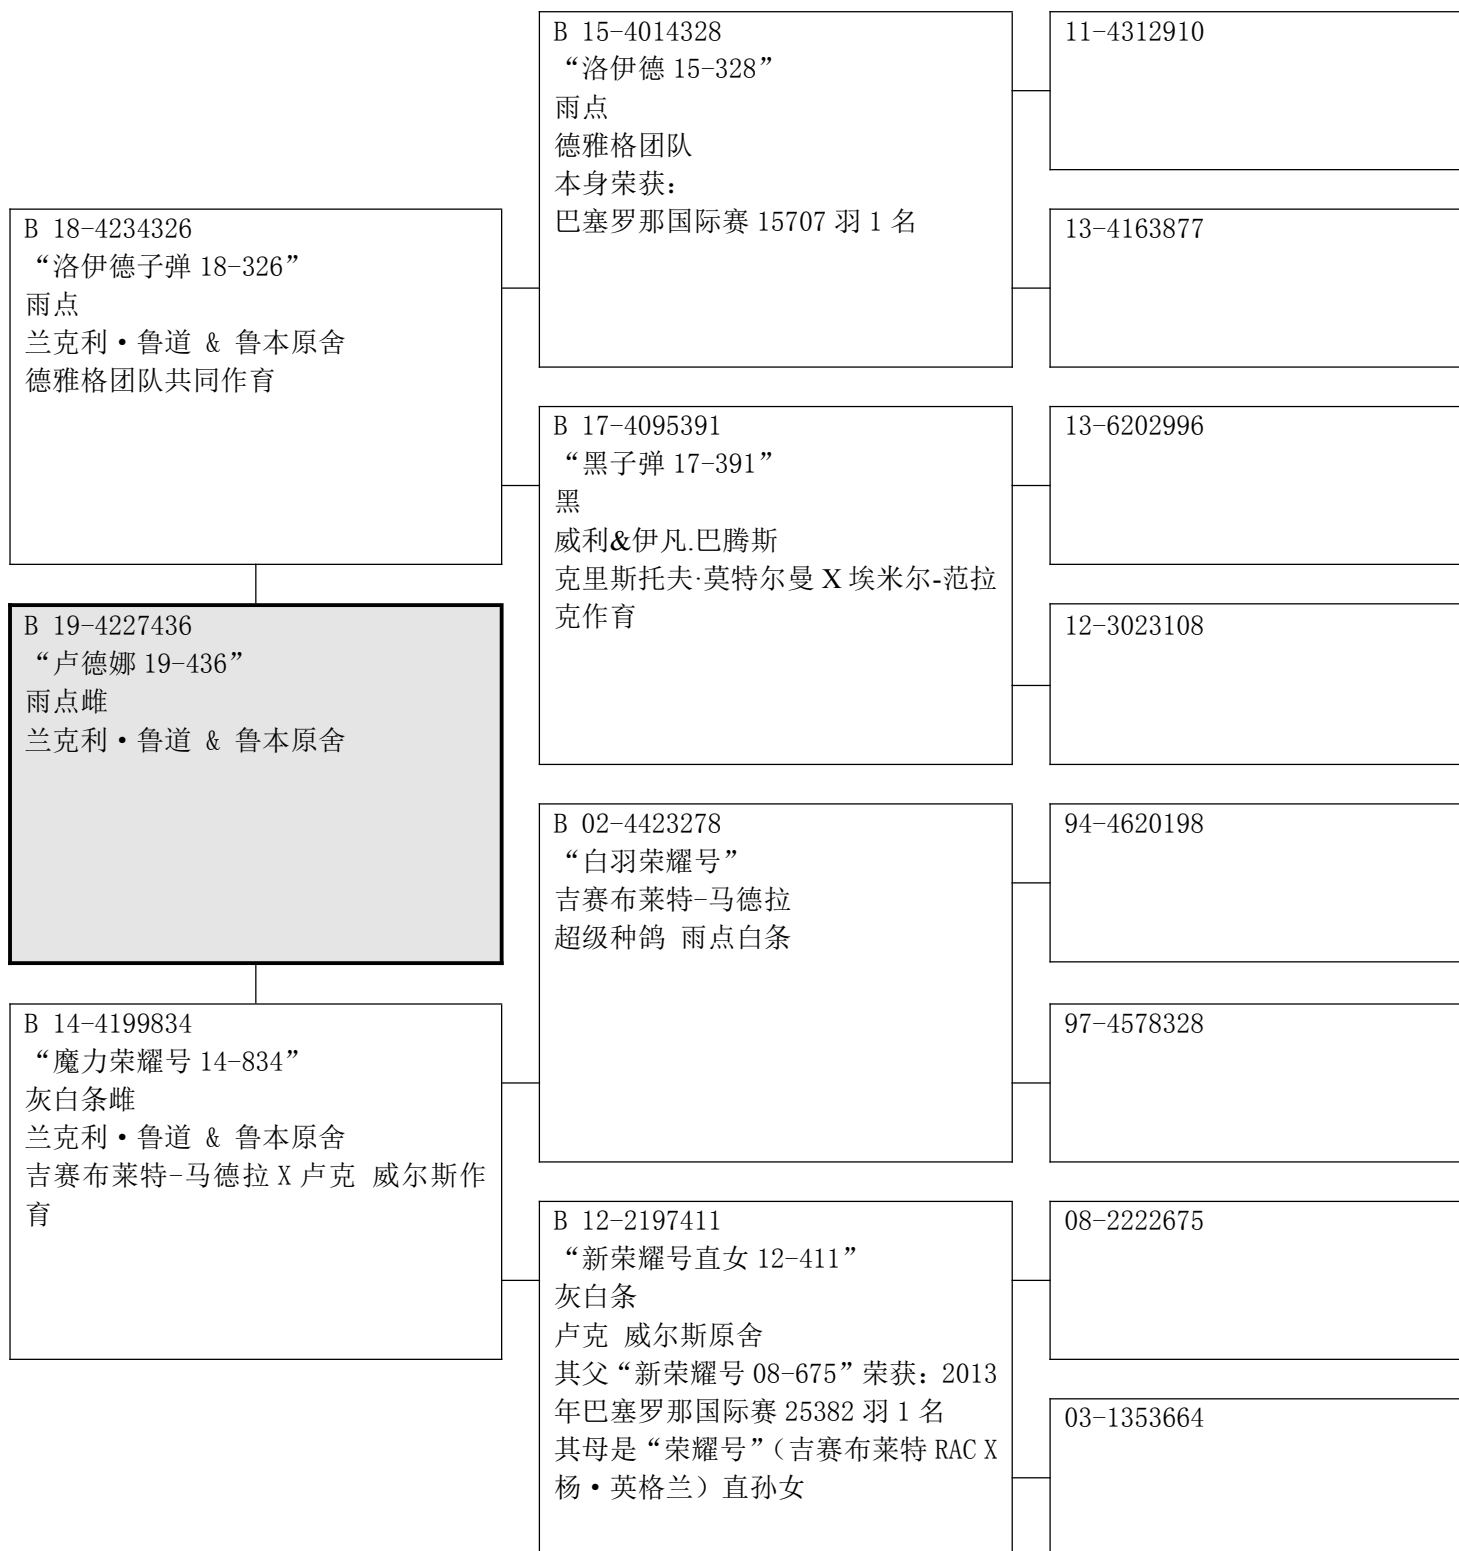 B 18-4234326
“洛伊德子弹 18-326”
雨点
兰克利•鲁道 & 鲁本原舍
德雅格团队共同作育
B 19-4227436
“卢德娜 19-436”
雨点雌
兰克利•鲁道 & 鲁本原舍
B 14-4199834
“魔力荣耀号 14-834”
灰白条雌
兰克利•鲁道 & 鲁本原舍
吉赛布莱特-马德拉 X 卢克 威尔斯作
育
B 15-4014328
“洛伊德 15-328”
雨点
德雅格团队
本身荣获：
巴塞罗那国际赛 15707 羽 1 名
B 17-4095391
“黑子弹 17-391”
黑
威利&伊凡.巴腾斯
克里斯托夫·莫特尔曼 X 埃米尔-范拉
克作育
B 02-4423278
“白羽荣耀号”
吉赛布莱特-马德拉
超级种鸽 雨点白条
B 12-2197411
“新荣耀号直女 12-411”
灰白条
卢克 威尔斯原舍
其父“新荣耀号 08-675”荣获：2013
年巴塞罗那国际赛 25382 羽 1 名
其母是“荣耀号”（吉赛布莱特 RAC X
杨•英格兰）直孙女
11-4312910
13-4163877
13-6202996
12-3023108
94-4620198
97-4578328
08-2222675
03-1353664